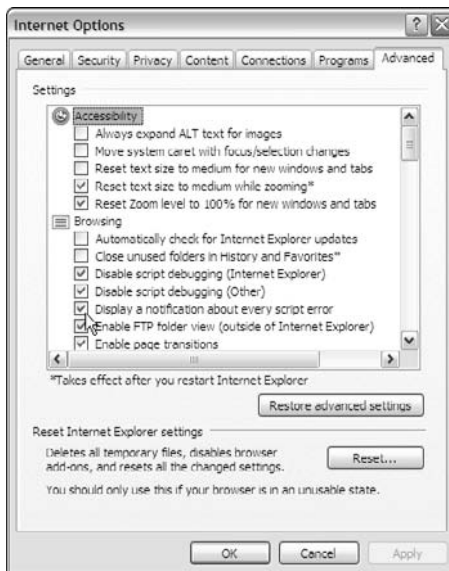 Internet Options
General Security Privacy Content Connections Programs Advanced
Settings
Accessibility
Always expand ALT text for images
Move system caret with focus/selection changes
Reset text size to medium for new windows and tabs
Reset text size to medium while zooming*
Reset Zoom level to 100% for new windows and tabs
Browsing
Automatically check for Internet Explorer updates
Close unused folders in History and Favorites*
Disable script debugging (Internet Explorer)
Disable script debugging (Other)
Display a notification about every script error
Enable FTP folder view (outside of Internet Explorer)
Enable page transitions
*Takes effect after you restart Internet Explorer
Restore advanced settings
Reset Internet Explorer settings
Deletes all temporary files, disables browser
add-ons, and resets all the changed settings.
Reset...
You should only use this if your browser is in an unusable state.
OK Cancel Apply